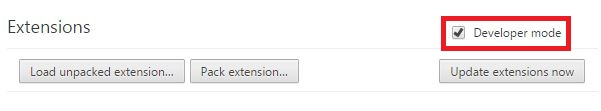 Extensions
Developer mode
Load unpacked extension... Pack extension... Update extensions now